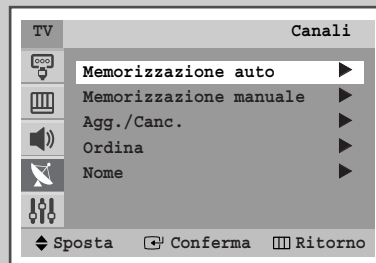 TV Canali
Memorizzazione auto
Memorizzazione manuale
Agg./Canc.
Ordina
Nome
Sposta Conferma Ritorno